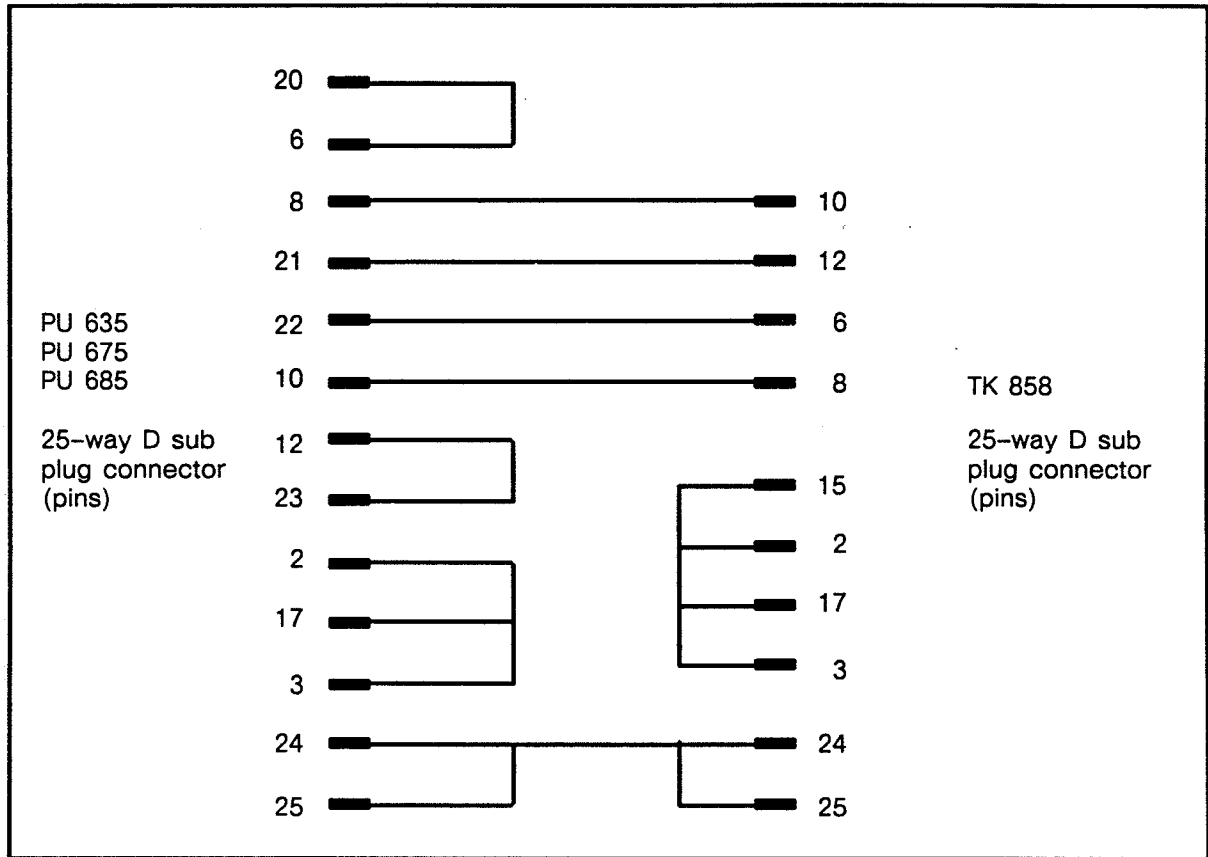 20
6
8 10
21 12
PU 635
22 6
PU 675
PU 685
10 8
TK 858
25–way D sub
plug connector
(pins)
12
23
25–way D sub
plug connector
(pins)
15
2
2
17
17
3
3
24 24
25 25